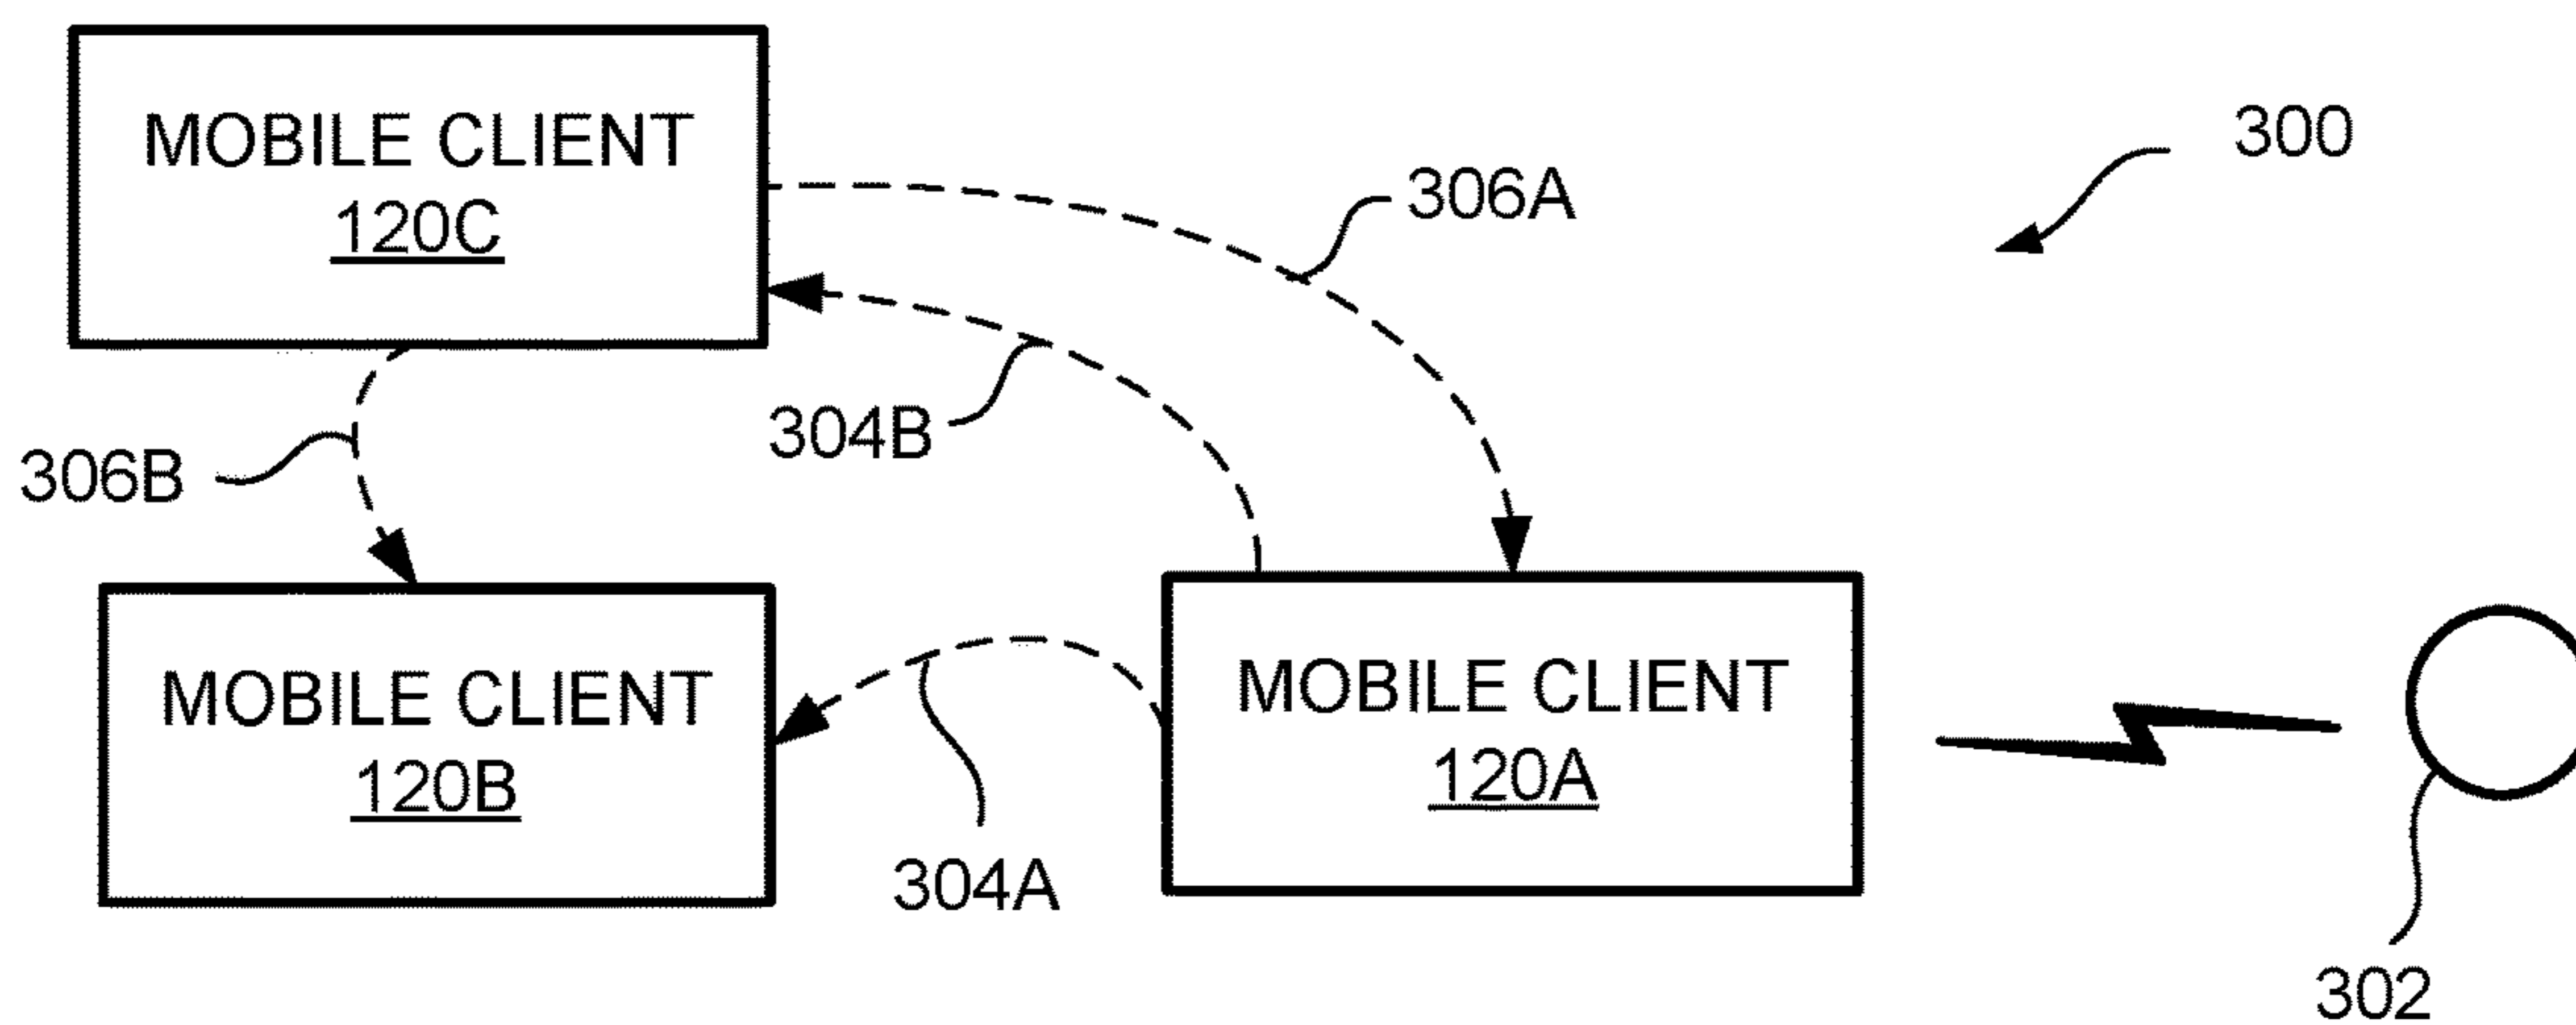 MOBILE CLIENT
120C
300
306A
304B
306B
MOBILE CLIENT
120B
MOBILE CLIENT
120A
304A
302